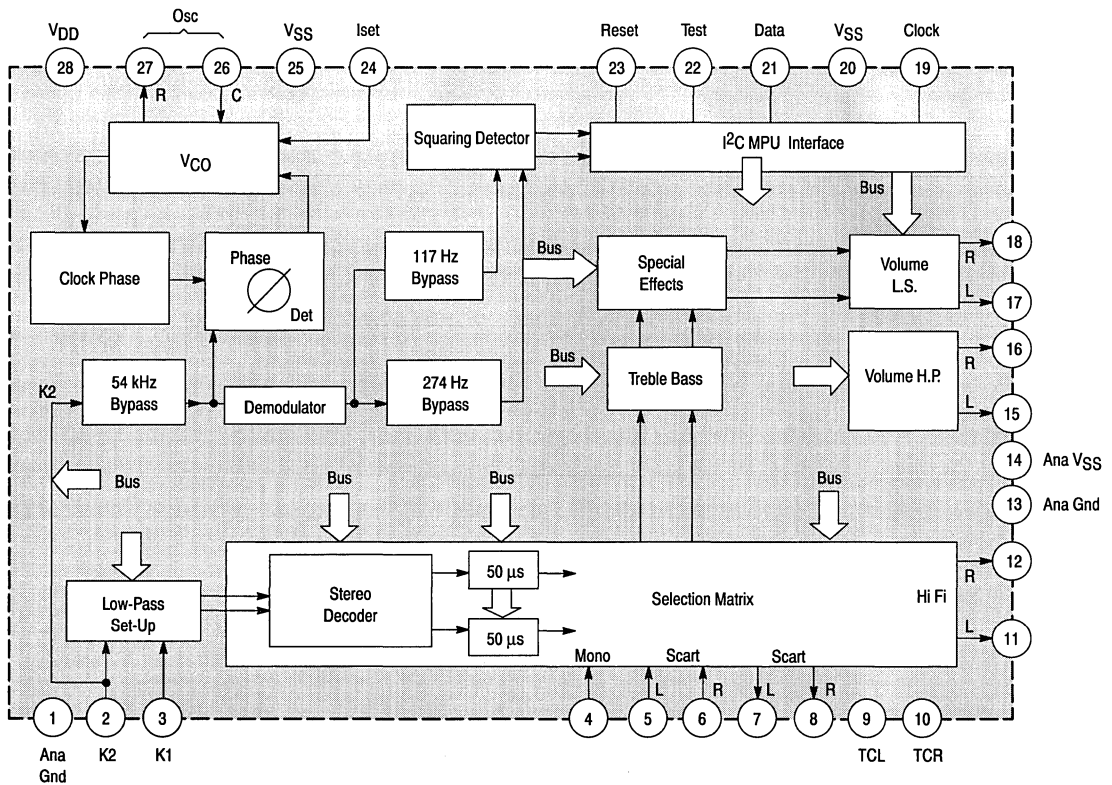 Osc
VDD
VSS
Iset
Reset
Test
Data
VSS
Clock
28
27
26
25
24
23
22
21
20
19
R
C
VCO
Squaring Detector
I2C MPU Interface
Bus
Clock Phase
Phase
Det
117 Hz
Bypass
Bus
Special
Effects
Volume
L.S.
18
R
L
17
K2
54 kHz
Bypass
Demodulator
274 Hz
Bypass
Bus
Treble Bass
Volume H.P.
16
R
L
15
14
Ana VSS
13
Ana Gnd
Bus
Bus
Bus
Bus
Low-Pass
Set-Up
Stereo
Decoder
50 µs
50 µs
Selection Matrix
Hi Fi
12
R
L
11
Mono
Scart
Scart
L
R
L
R
1
2
3
4
5
6
7
8
9
10
Ana
Gnd
K2
K1
TCL
TCR